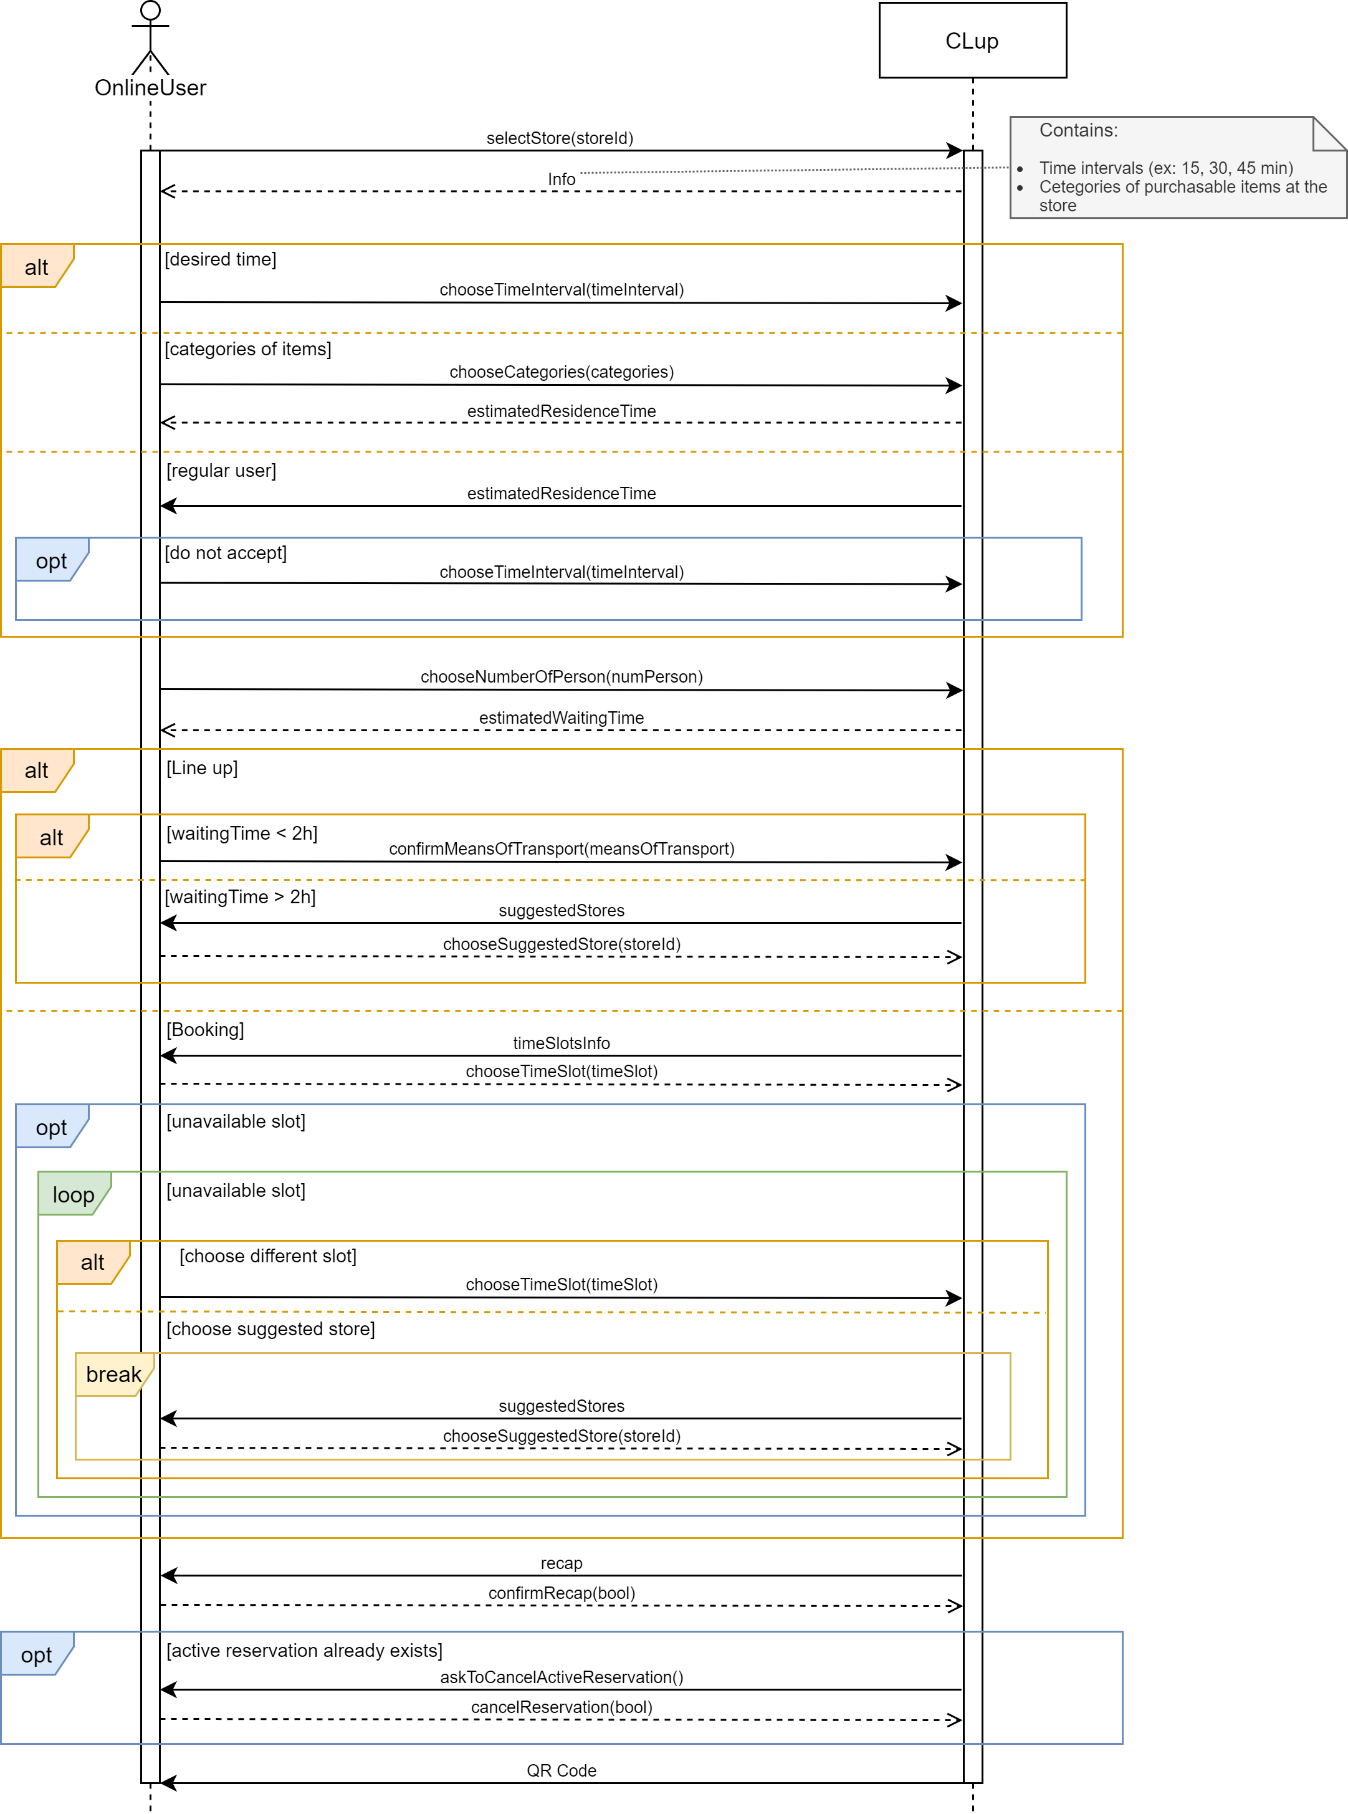 OnlineUser
CLup
selectStore(storeId)
Contains:
Info
• Time intervals (ex: 15, 30, 45 min)
• Cetegories of purchasable items at the
store
alt
[desired time]
chooseTimeInterval(timeInterval)
[categories of items]
chooseCategories(categories)
estimatedResidenceTime
[regular user]
estimatedResidenceTime
opt
[do not accept]
chooseTimeInterval(timeInterval)
chooseNumberOfPerson(numPerson)
estimatedWaitingTime
alt
[Line up]
alt
[waitingTime < 2h]
confirmMeansOfTransport(meansOfTransport)
[waitingTime > 2h]
suggestedStores
chooseSuggestedStore(storeId)
[Booking]
timeSlotsInfo
chooseTimeSlot(timeSlot)
opt
[unavailable slot]
loop
[unavailable slot]
alt
[choose different slot]
chooseTimeSlot(timeSlot)
[choose suggested store]
break
suggestedStores
chooseSuggestedStore(storeId)
recap
confirmRecap(bool)
opt
[active reservation already exists]
askToCancelActiveReservation()
cancelReservation(bool)
QR Code